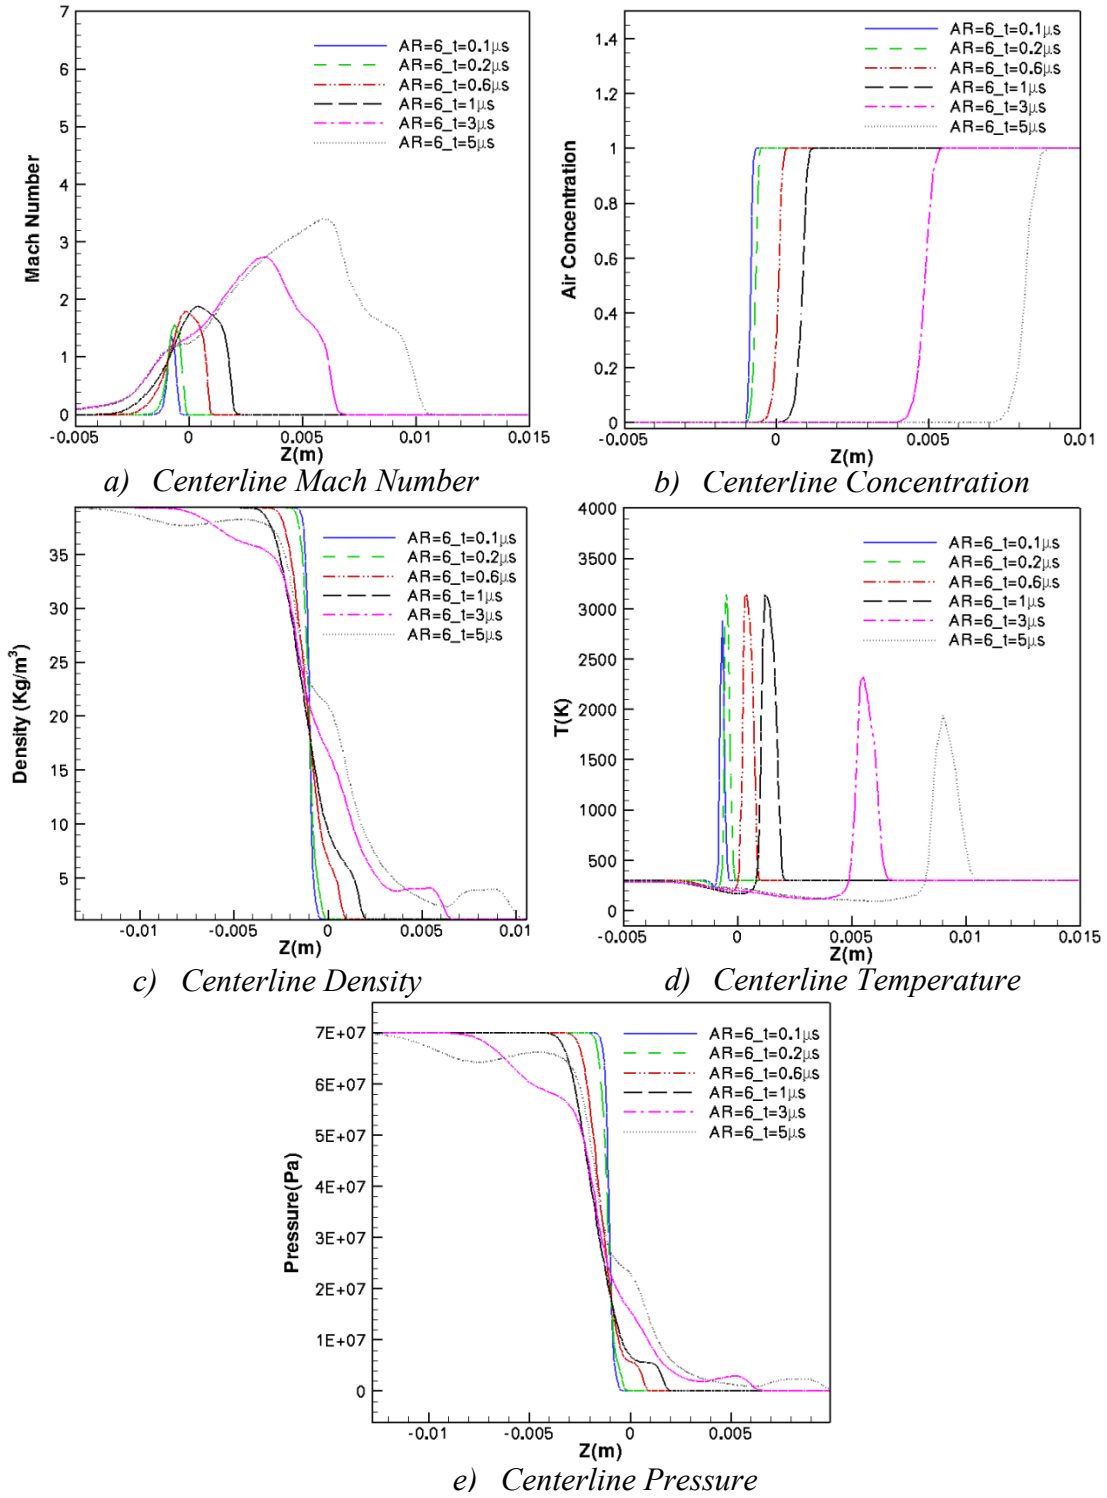 7
6
5
4
3
2
1
0
Mach Number
AR=6_t=0.1μs
AR=6_t=0.2μs
AR=6_t=0.6μs
AR=6_t=1μs
AR=6_t=3μs
AR=6_t=5μs
-0.005 0 0.005 0.01 0.015
Z(m)
a) Centerline Mach Number
1.4
1.2
1
0.8
0.6
0.4
0.2
0
Air Concentration
AR=6_t=0.1μs
AR=6_t=0.2μs
AR=6_t=0.6μs
AR=6_t=1μs
AR=6_t=3μs
AR=6_t=5μs
-0.005 0 0.005 0.01
Z(m)
b) Centerline Concentration
35
30
25
20
15
10
5
Density (Kg/m³)
AR=6_t=0.1μs
AR=6_t=0.2μs
AR=6_t=0.6μs
AR=6_t=1μs
AR=6_t=3μs
AR=6_t=5μs
-0.01 -0.005 0 0.005 0.01
Z(m)
c) Centerline Density
4000
3500
3000
2500
2000
1500
1000
500
0
T(K)
AR=6_t=0.1μs
AR=6_t=0.2μs
AR=6_t=0.6μs
AR=6_t=1μs
AR=6_t=3μs
AR=6_t=5μs
-0.005 0 0.005 0.01 0.015
Z(m)
d) Centerline Temperature
7E+07
6E+07
5E+07
4E+07
3E+07
2E+07
1E+07
0
Pressure(Pa)
AR=6_t=0.1μs
AR=6_t=0.2μs
AR=6_t=0.6μs
AR=6_t=1μs
AR=6_t=3μs
AR=6_t=5μs
-0.01 -0.005 0 0.005
Z(m)
e) Centerline Pressure